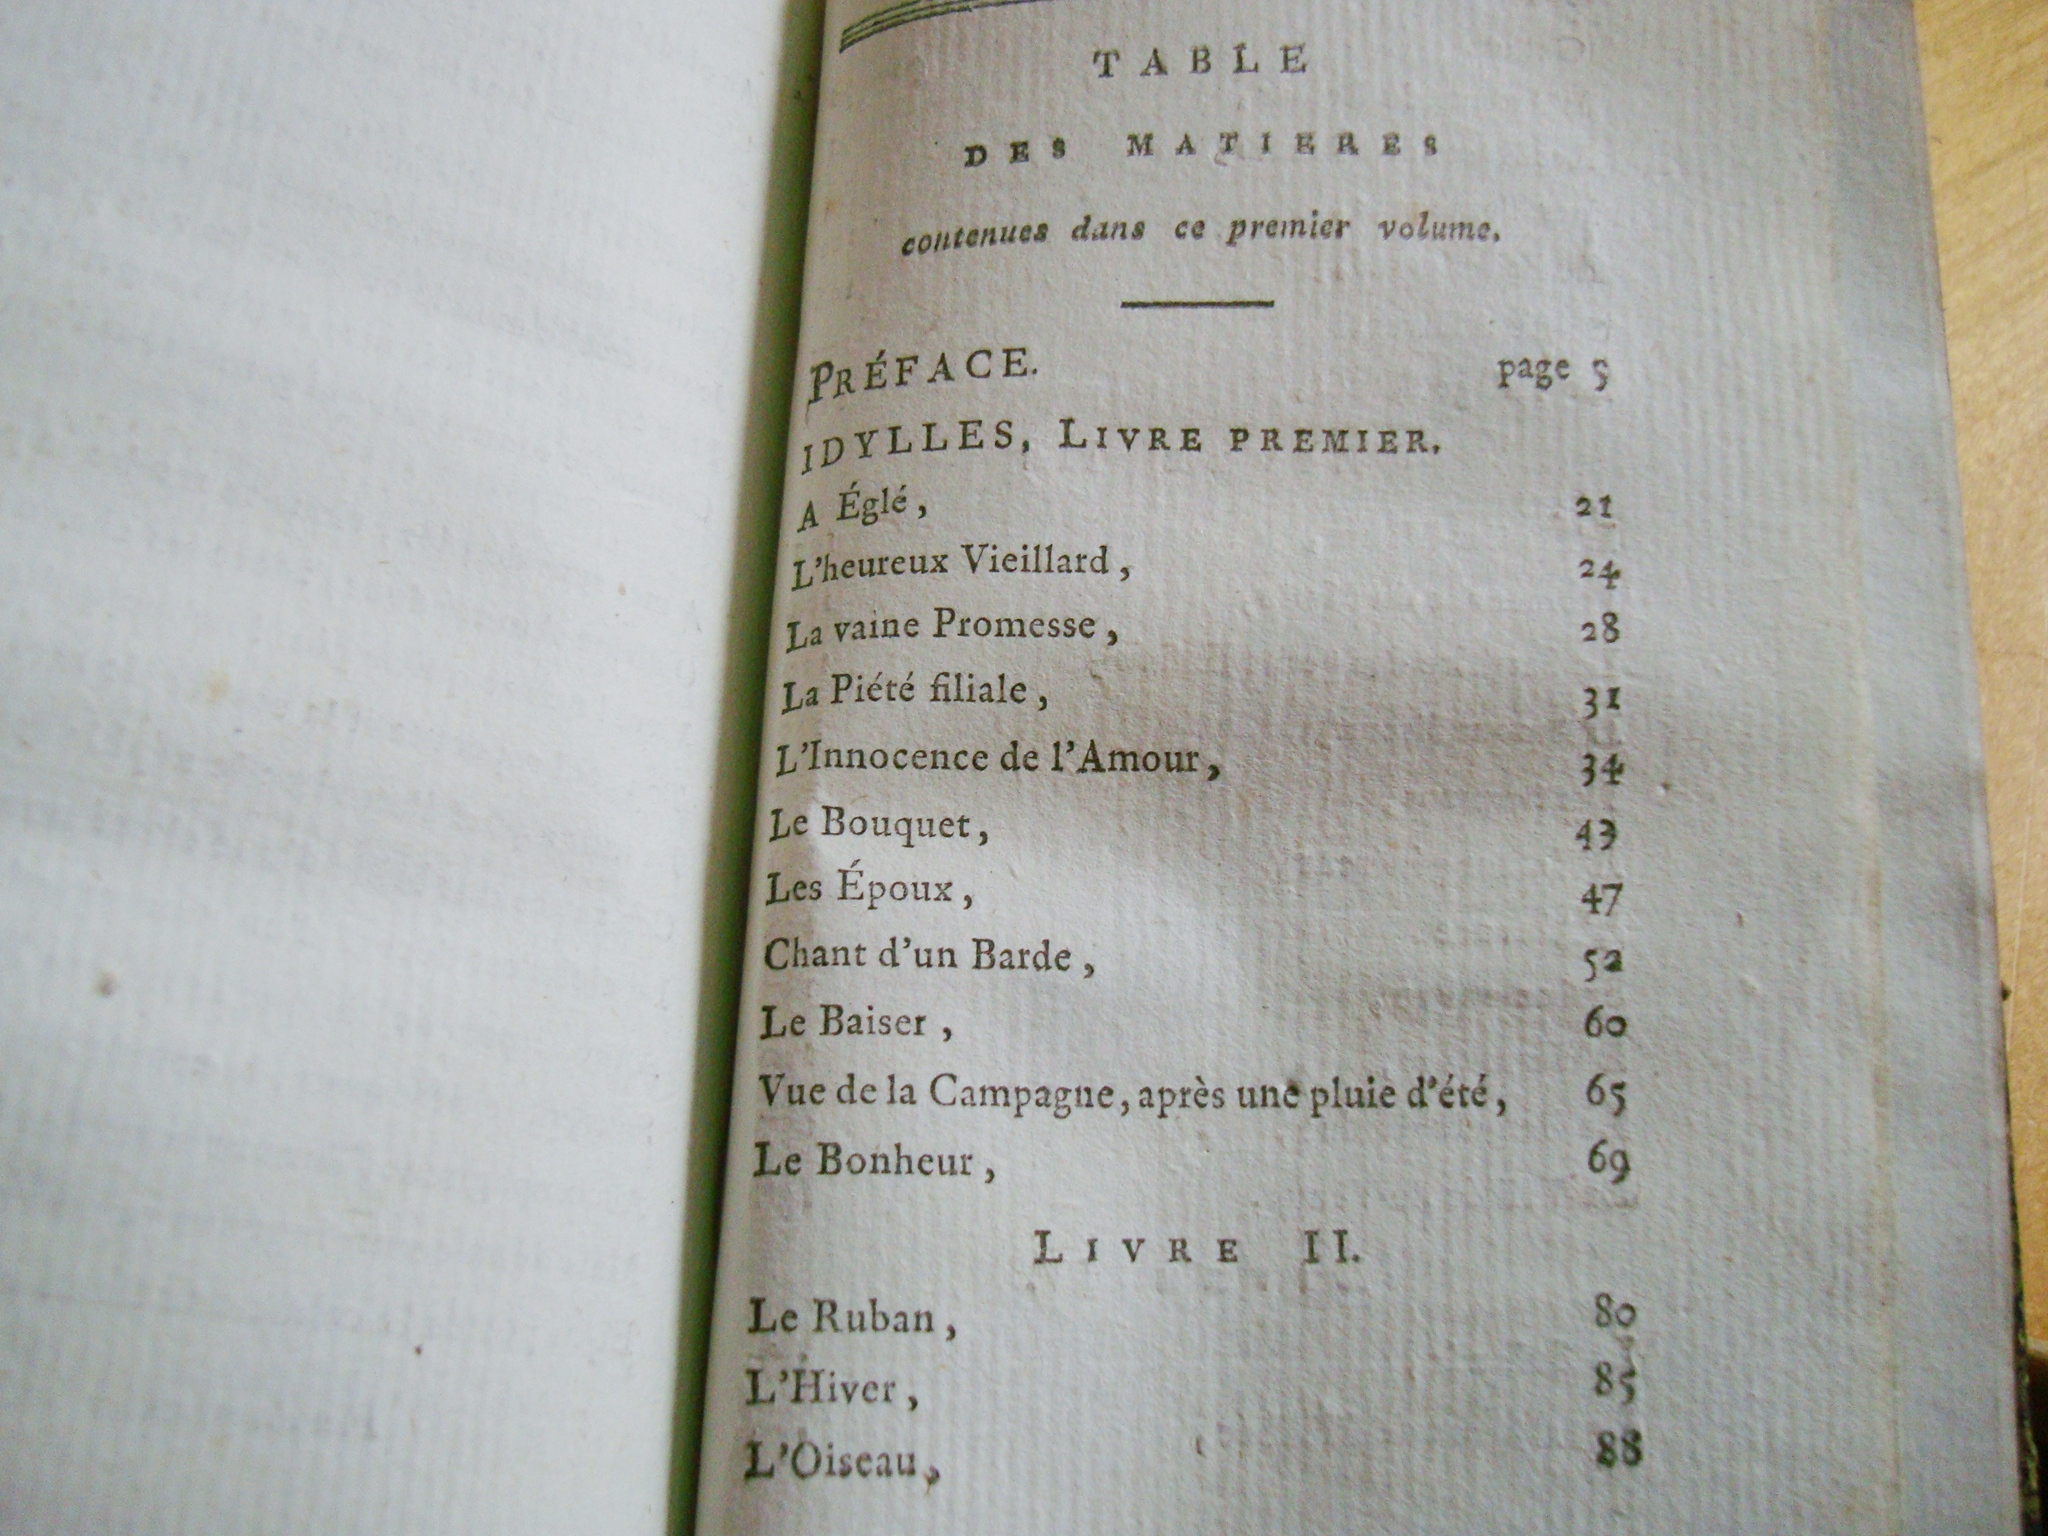 TABLE
DES MATIERES
contenues dans ce premier volume.
PRÉFACE. page 5
IDYLLES, LIVRE PREMIER.
A Églé, 21
L'heureux Vieillard, 24
La vaine Promesse, 28
La Piété filiale, 31
L'Innocence de l'Amour, 34
Le Bouquet, 43
Les Époux, 47
Chant d'un Barde, 52
Le Baiser, 60
Vue de la Campagne, après une pluie d'été, 65
Le Bonheur, 69
LIVRE II.
Le Ruban, 80
L'Hiver, 85
L'Oiseau, 88